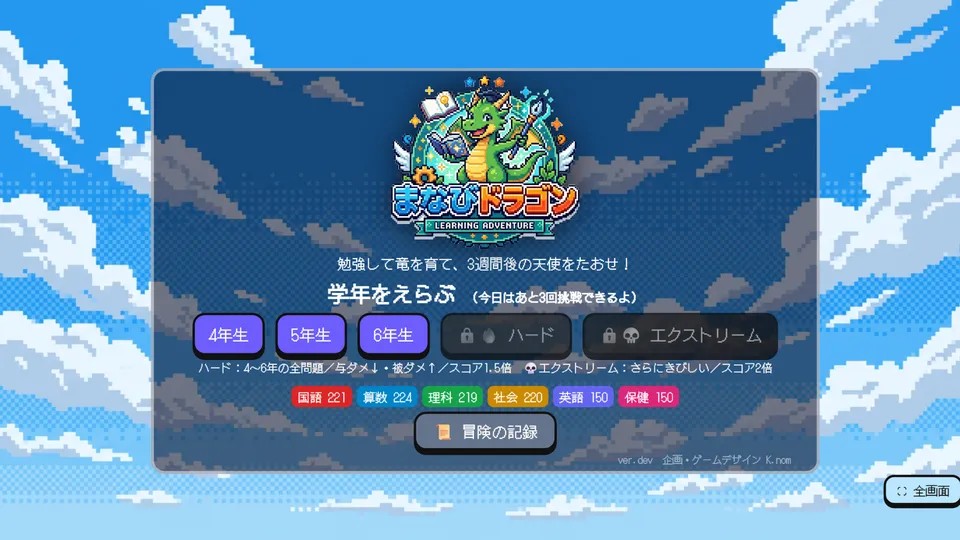 まなびドラゴン
LEARNING ADVENTURE
勉強して竜を育て、3週間後の天使をたおせ！
学年をえらぶ （今日はあと3回挑戦できるよ）
4年生 5年生 6年生 ハード エクストリーム
ハード：4～6年の全問題／与ダメ↓・被ダメ↑／スコア1.5倍 💀エクストリーム：さらにきびしい／スコア2倍
国語 221 算数 224 理科 219 社会 220 英語 150 保健 150
冒険の記録
ver.dev 企画・ゲームデザイン K.nom
全画面